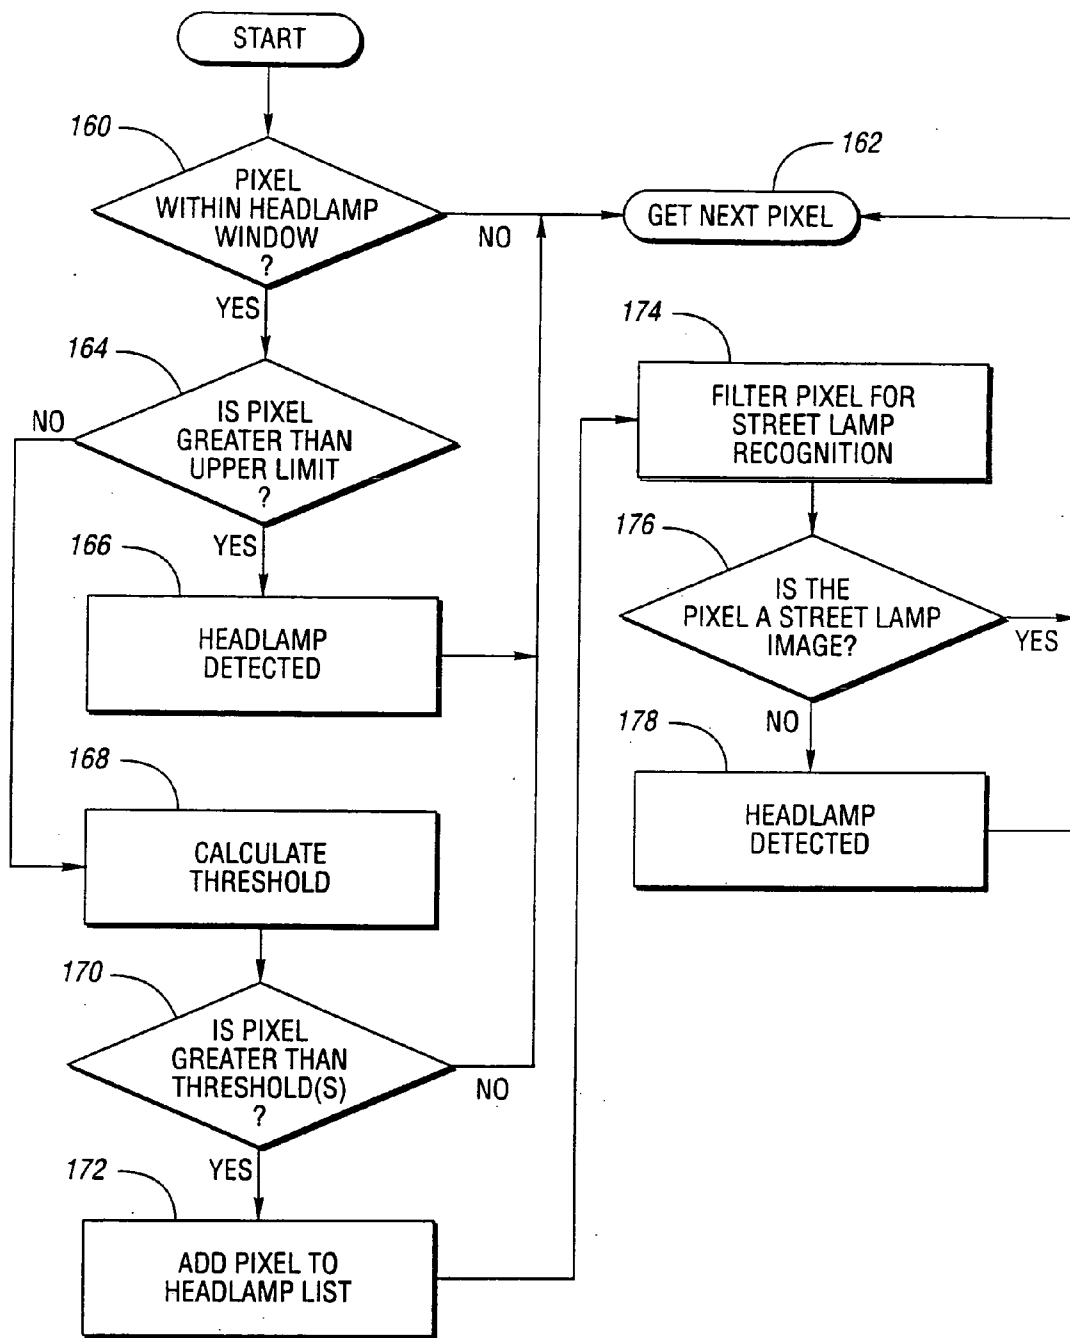 START
160
PIXEL
WITHIN HEADLAMP
WINDOW
?
NO
YES
162
GET NEXT PIXEL
164
IS PIXEL
GREATER THAN
UPPER LIMIT
?
NO
YES
166
HEADLAMP
DETECTED
168
CALCULATE
THRESHOLD
170
IS PIXEL
GREATER THAN
THRESHOLD(S)
?
NO
YES
172
ADD PIXEL TO
HEADLAMP LIST
174
FILTER PIXEL FOR
STREET LAMP
RECOGNITION
176
IS THE
PIXEL A STREET LAMP
IMAGE?
YES
NO
178
HEADLAMP
DETECTED